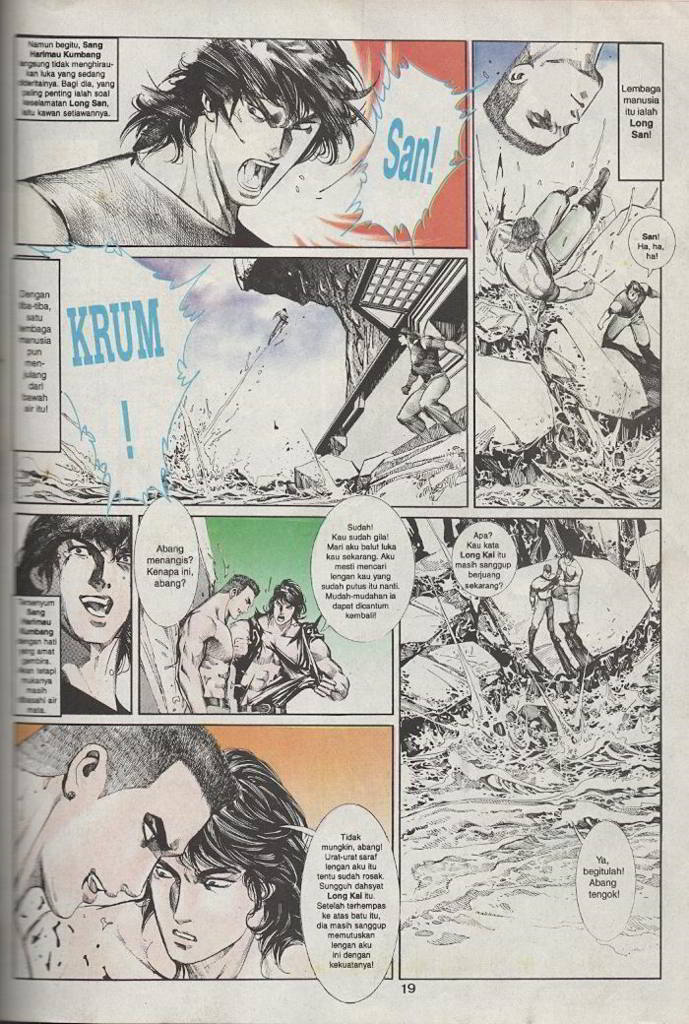 Namun begitu, Sang
Harimau Kumbang
langsung tidak menghirau-
kan luka yang sedang
dideritainya. Bagi dia, yang
paling penting ialah soal
keselamatan Long San,
iaitu kawan setiawannya.
San!
Lembaga
manusia
itu ialah
Long
San!
San!
Ha, ha,
ha!
Dengan
tiba-tiba,
satu
lembaga
manusia
pun
men-
julang
dari
bawah
air itu!
KRUM
!
Tersenyum
Sang
Harimau
Kumbang
dengan hati
yang amat
gembira.
Akan tetapi
mukanya
masih
dibasahi air
mata.
Abang
menangis?
Kenapa ini,
abang?
Sudah!
Kau sudah gila!
Mari aku balut luka
kau sekarang. Aku
mesti mencari
lengan kau yang
sudah putus itu nanti.
Mudah-mudahan ia
dapat dicantum
kembali!
Apa?
Kau kata
Long Kai itu
masih sanggup
berjuang
sekarang?
Tidak
mungkin, abang!
Urat-urat saraf
lengan aku itu
tentu sudah rosak.
Sungguh dahsyat
Long Kai itu.
Setelah terhempas
ke atas batu itu,
dia masih sanggup
memutuskan
lengan aku
ini dengan
kekuatanya!
Ya,
begitulah!
Abang
tengok!
19